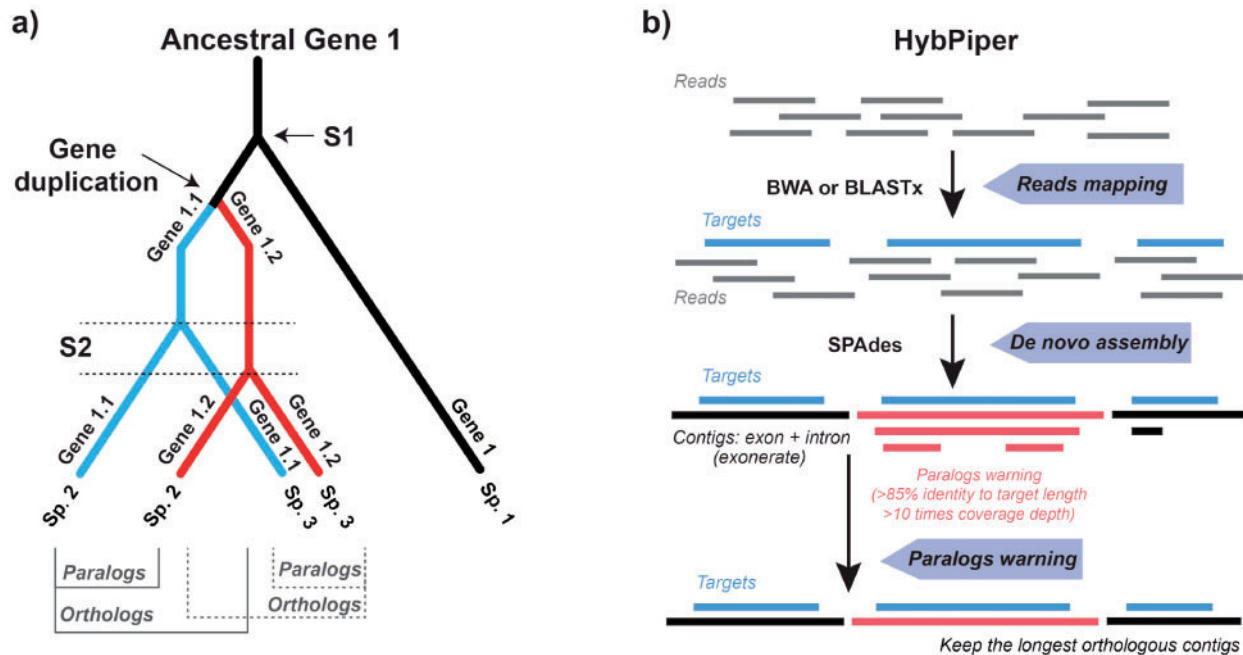 a)
Ancestral Gene 1
S1
Gene
duplication
Gene 1.1
Gene 1.2
S2
Gene 1.1
Gene 1.2
Gene 1.1
Gene 1.2
Gene 1
Sp. 2
Sp. 2
Sp. 3
Sp. 3
Sp. 1
Paralogs
Paralogs
Orthologs
Orthologs
b)
HybPiper
Reads
BWA or BLASTx
Reads mapping
Targets
Reads
SPAdes
De novo assembly
Targets
Contigs: exon + intron
(exonerate)
Paralogs warning
(>85% identity to target length
>10 times coverage depth)
Paralogs warning
Targets
Keep the longest orthologous contigs